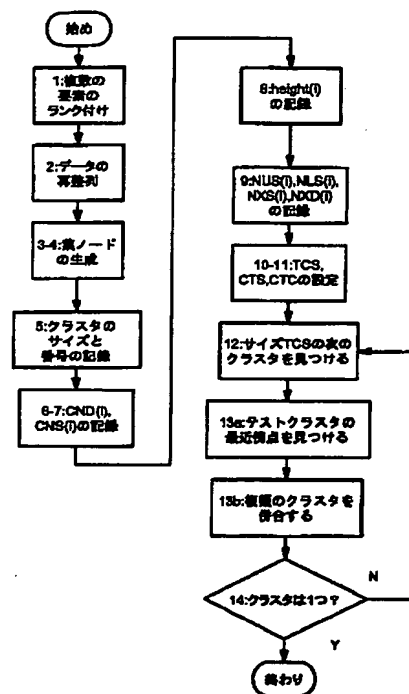 始め
1:複数の
要素の
ランク付け
2:データの
再整列
3-4:葉ノード
の生成
5:クラスタの
サイズと
番号の記録
6-7:CND(i),
CNS(i)の記録
8:height(i)
の記録
9:NUS(i),NLS(i),
NXS(i),NXD(i)
の記録
10-11:TCS,
CTS,CTCの設定
12:サイズTCSの次の
クラスタを見つける
13a:テストクラスタの
最近傍点を見つける
13b:複数のクラスタを
併合する
14:クラスタは1つ?
N
Y
終わり